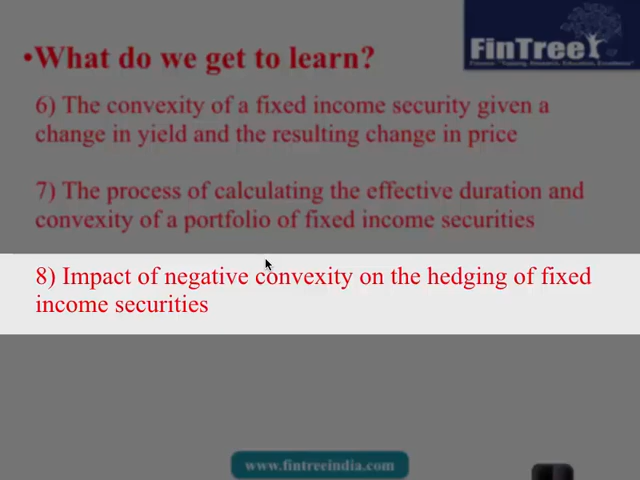 •What do we get to learn?
FinTree
6) The convexity of a fixed income security given a
change in yield and the resulting change in price
7) The process of calculating the effective duration and
convexity of a portfolio of fixed income securities
8) Impact of negative convexity on the hedging of fixed
income securities
www.fintreeindia.com